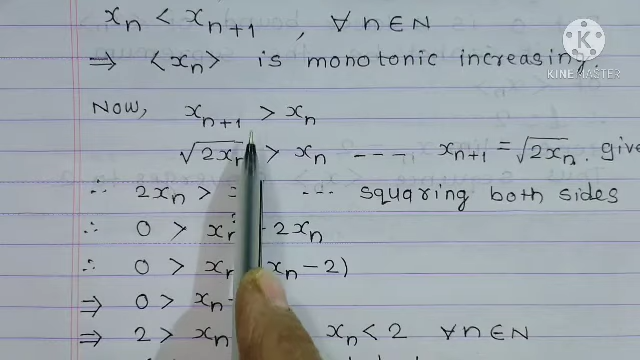 xₙ < xₙ₊₁ , ∀ n ∈ N
⇒ <xₙ> is monotonic increasing.
K
KINEMASTER
Now, xₙ₊₁ > xₙ
√2xₙ > xₙ --- xₙ₊₁ = √2xₙ give
∴ 2xₙ > --- squaring both sides
∴ 0 > xₙ² - 2xₙ
∴ 0 > xₙ xₙ - 2)
⇒ 0 > xₙ -
⇒ 2 > xₙ xₙ < 2 ∀ n ∈ N